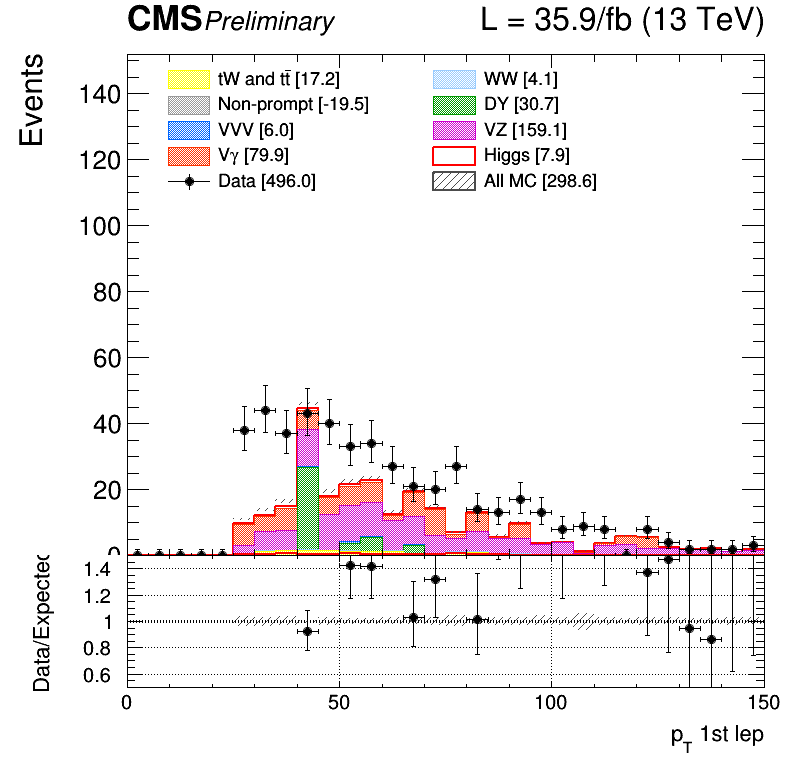 CMS Preliminary L = 35.9/fb (13 TeV)
Events
tW and tt̄ [17.2] WW [4.1]
Non-prompt [-19.5] DY [30.7]
VVV [6.0] VZ [159.1]
Vγ [79.9] Higgs [7.9]
Data [496.0] All MC [298.6]
140
120
100
80
60
40
20
0
Data/Expected
1.4
1.2
1
0.8
0.6
0 50 100 150
p_T 1st lep